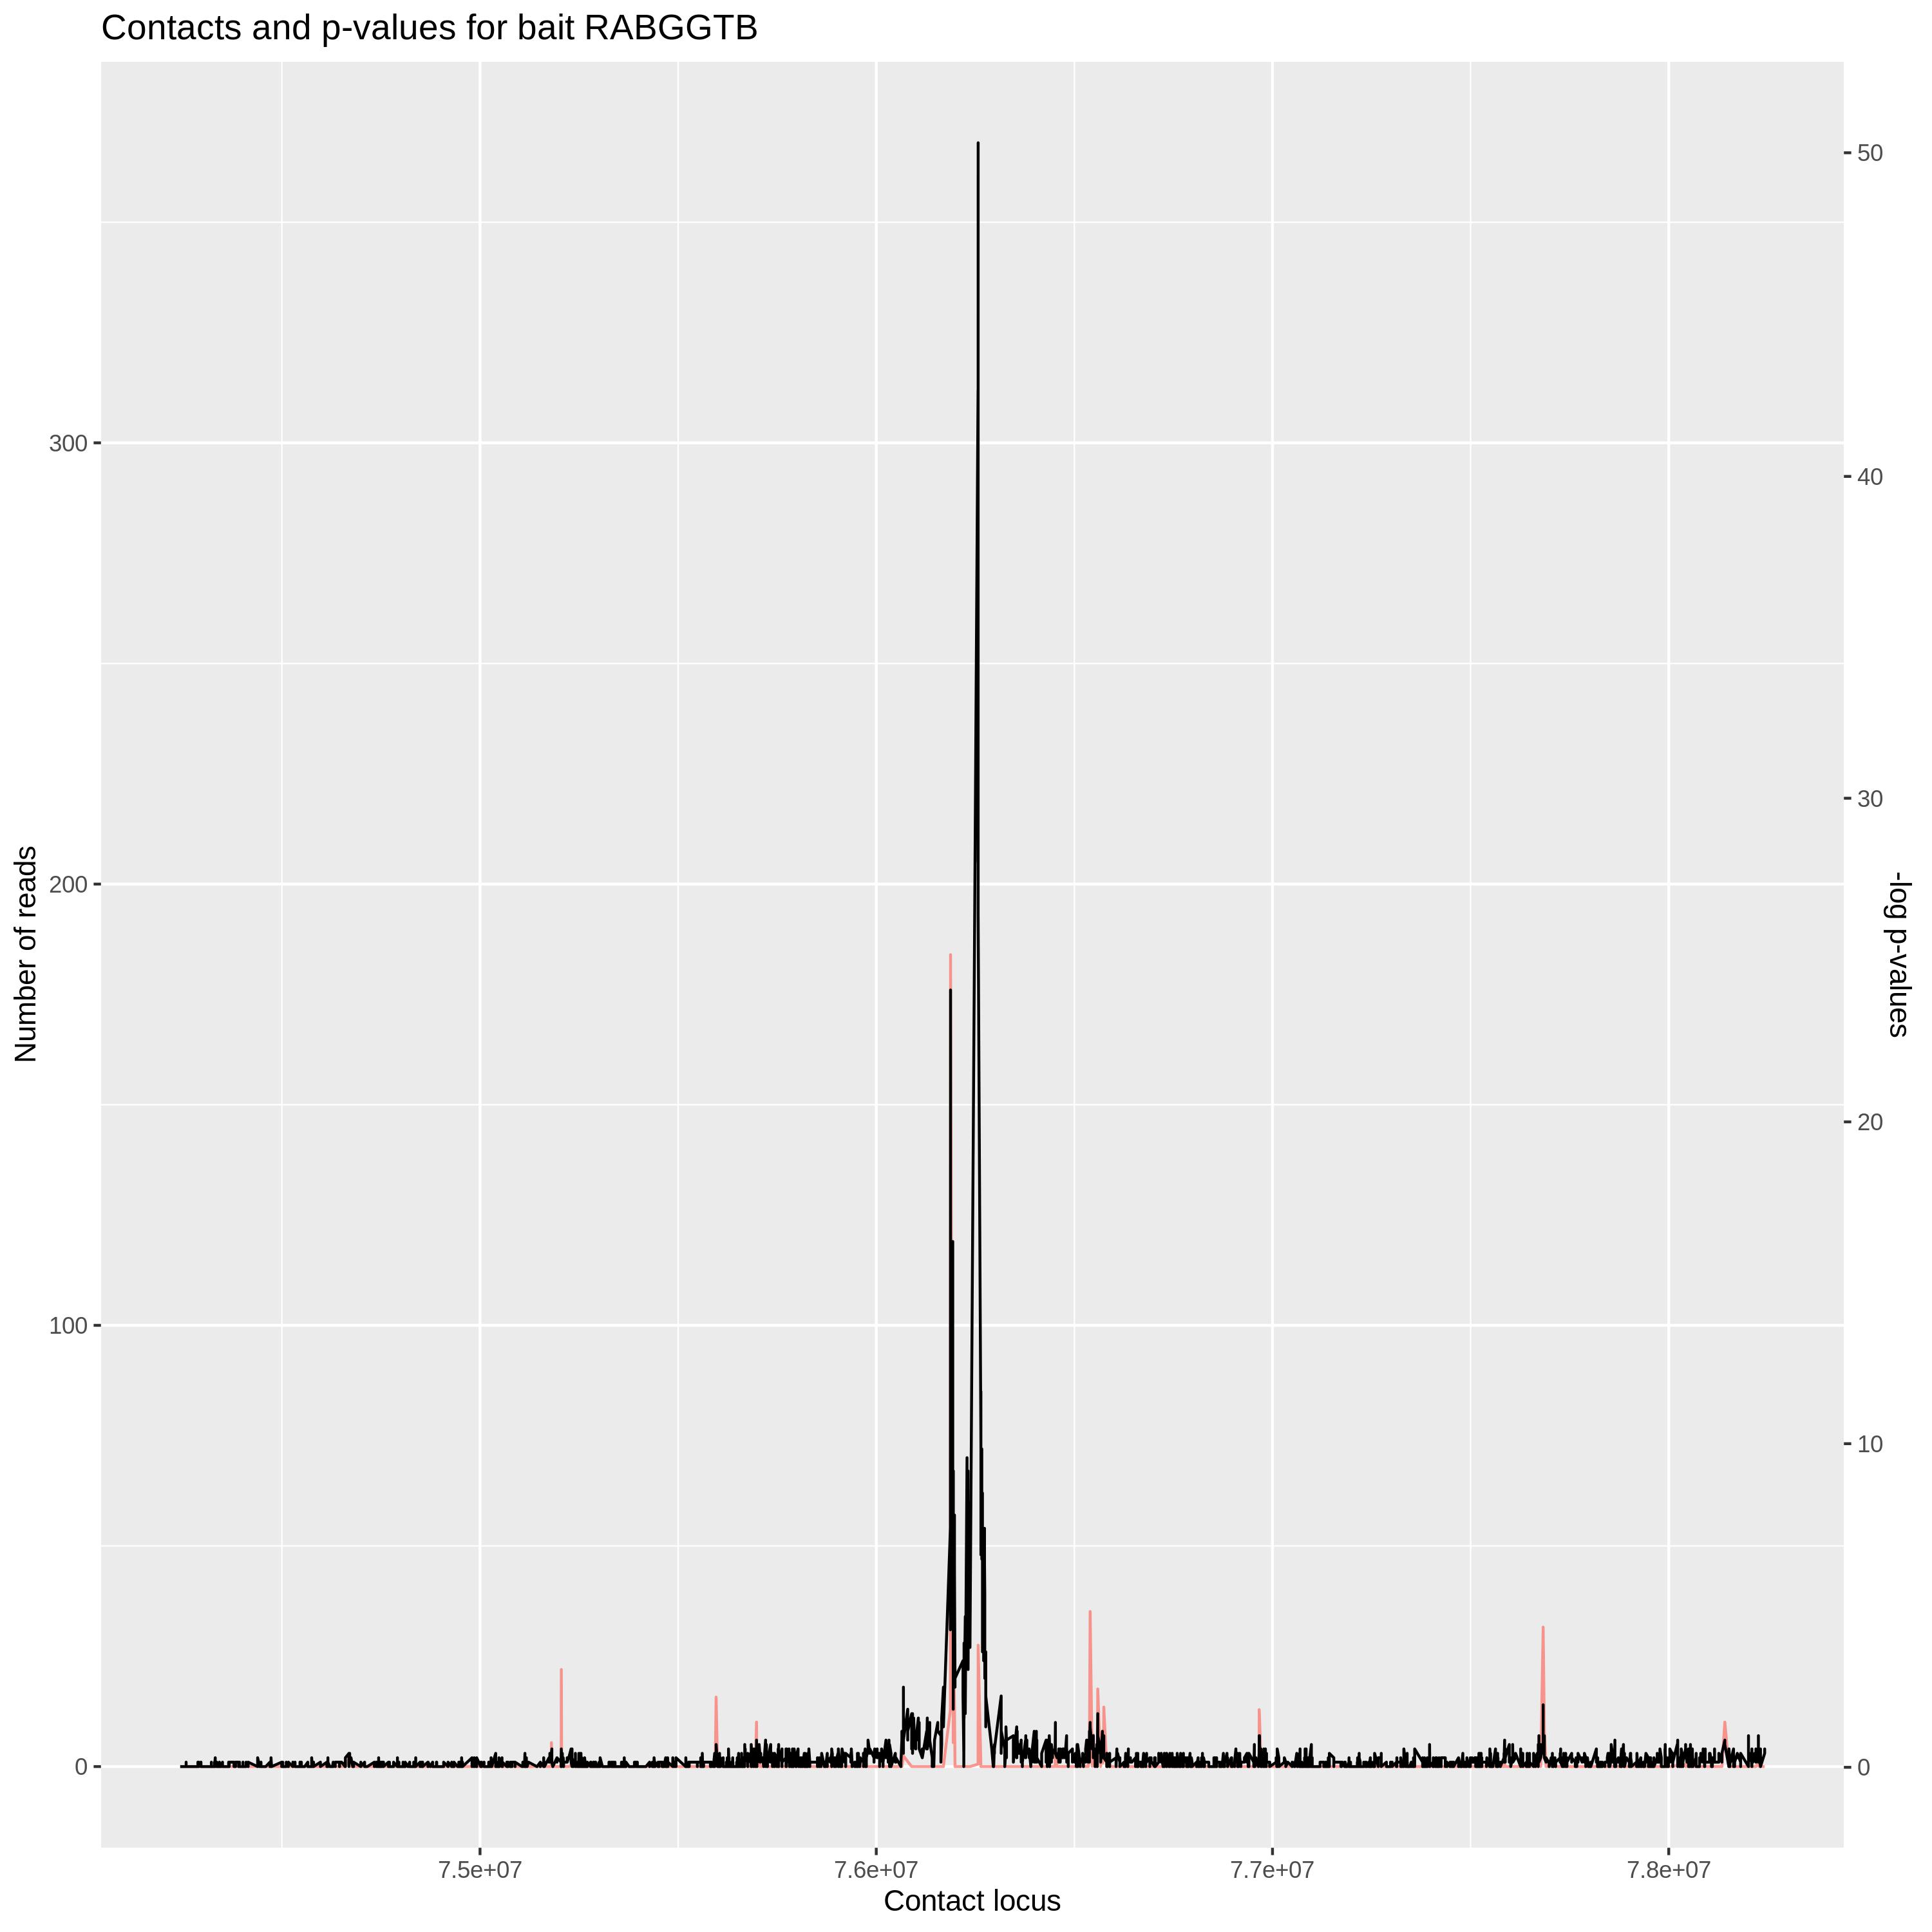 Contacts and p-values for bait RABGGTB
Number of reads
300
200
100
0
50
40
30
20
10
0
-log p-values
7.5e+07
7.6e+07
7.7e+07
7.8e+07
Contact locus